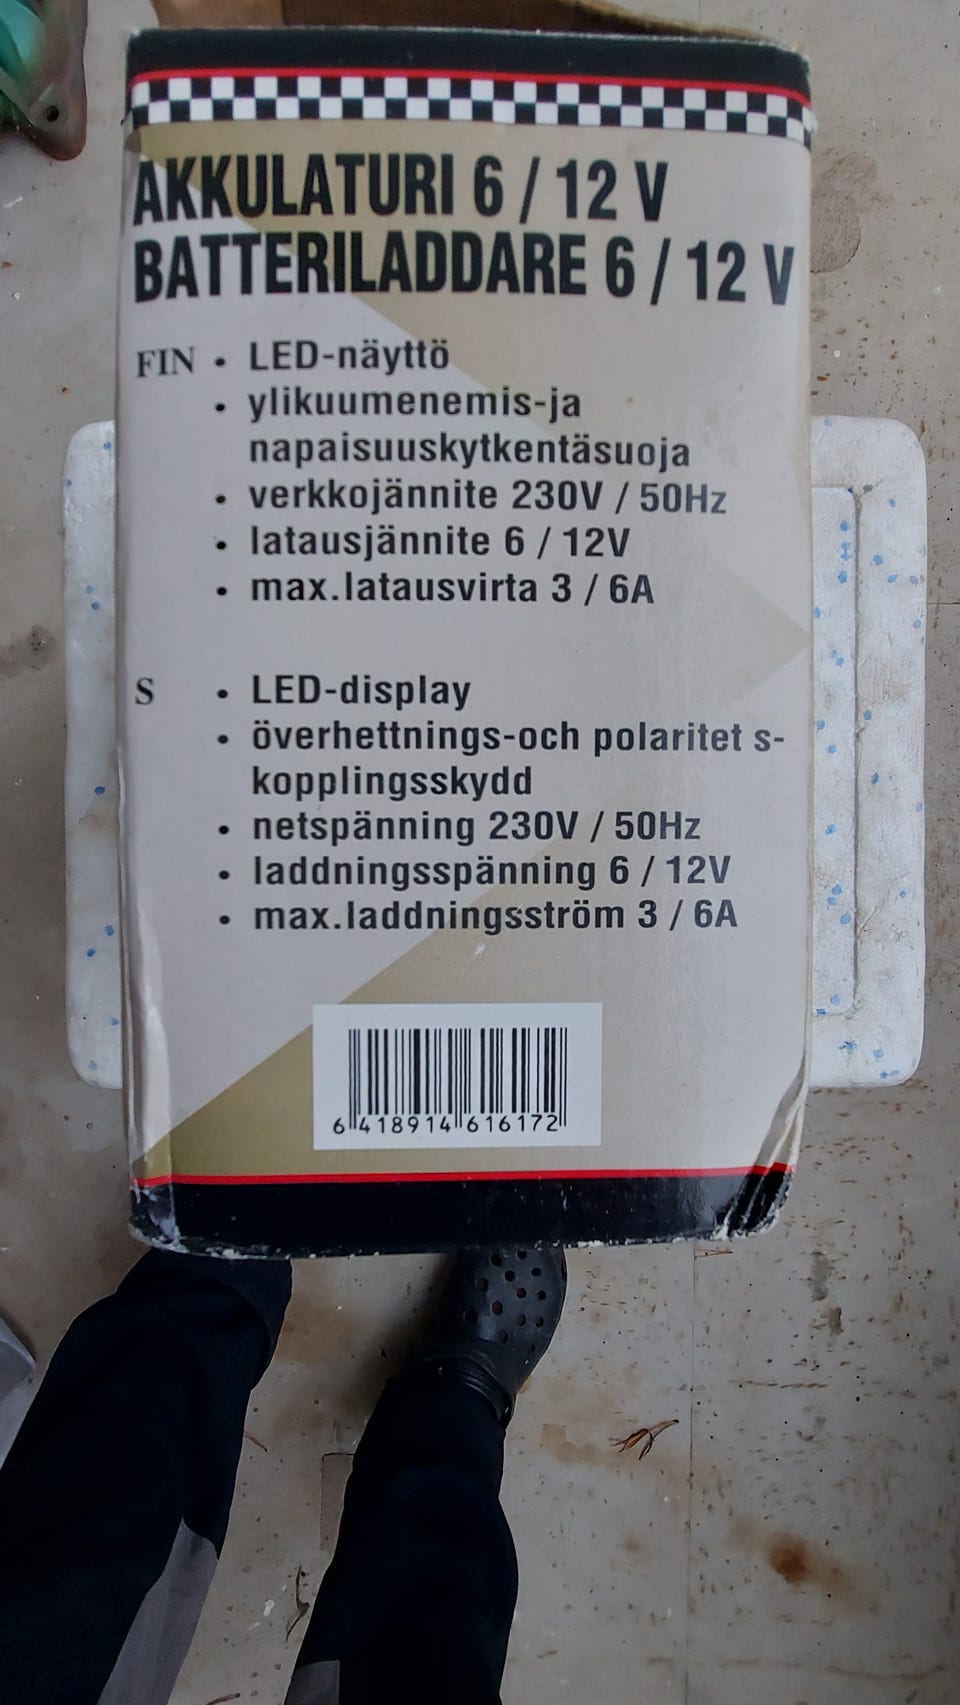 AKKULATURI 6 / 12 V
BATTERILADDARE 6 / 12 V
FIN • LED-näyttö
• ylikuumenemis-ja
napaisuuskytkentäsuoja
• verkkojännite 230V / 50Hz
• latausjännite 6 / 12V
• max.latausvirta 3 / 6A
S • LED-display
• överhettnings-och polaritet s-
kopplingsskydd
• netspänning 230V / 50Hz
• laddningsspänning 6 / 12V
• max.laddningsström 3 / 6A
6 418914 616172